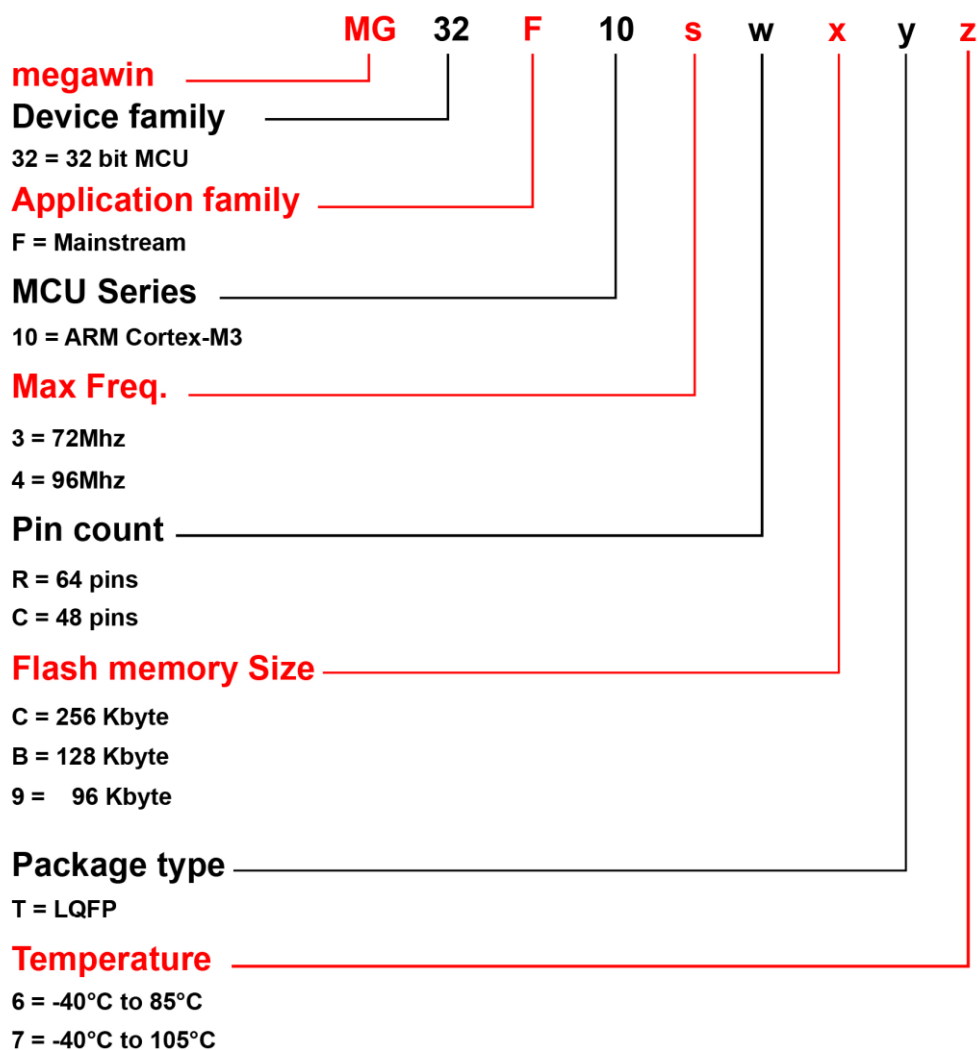 MG 32 F 10 s w x y z
megawin
Device family
32 = 32 bit MCU
Application family
F = Mainstream
MCU Series
10 = ARM Cortex-M3
Max Freq.
3 = 72Mhz
4 = 96Mhz
Pin count
R = 64 pins
C = 48 pins
Flash memory Size
C = 256 Kbyte
B = 128 Kbyte
9 = 96 Kbyte
Package type
T = LQFP
Temperature
6 = -40°C to 85°C
7 = -40°C to 105°C